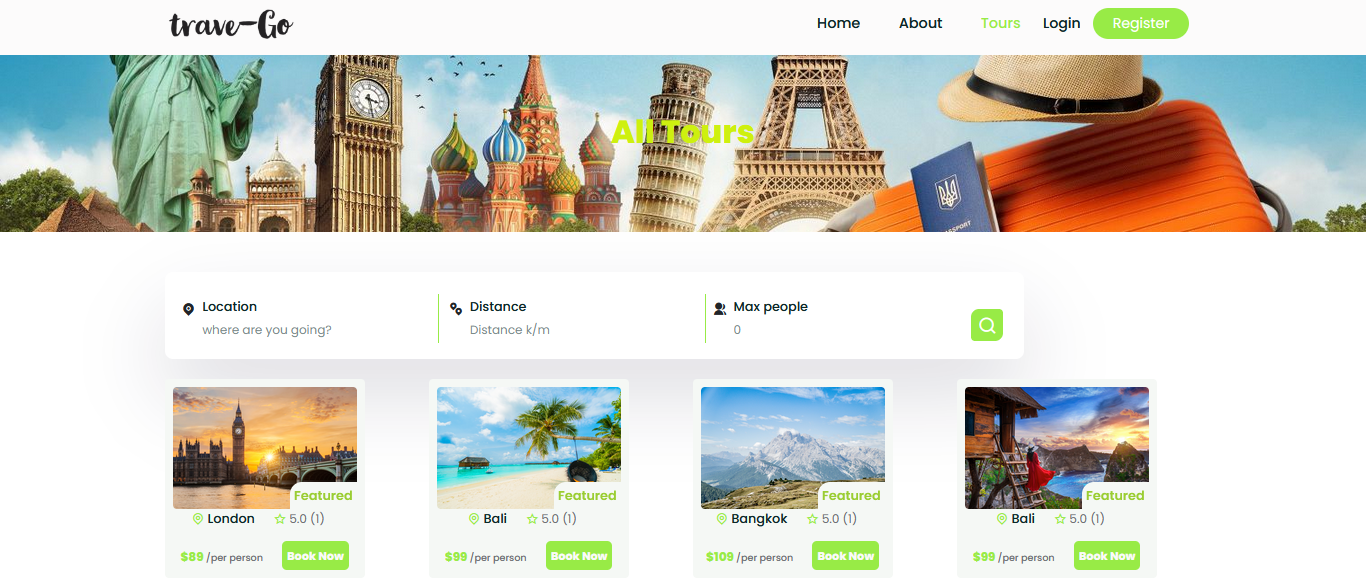 trave-Go
Home About Tours Login Register
All Tours
PASSPORT
Location Distance Max people
where are you going? Distance k/m 0
Featured Featured Featured Featured
London 5.0 (1) Bali 5.0 (1) Bangkok 5.0 (1) Bali 5.0 (1)
$89 /per person Book Now $99 /per person Book Now $109 /per person Book Now $99 /per person Book Now